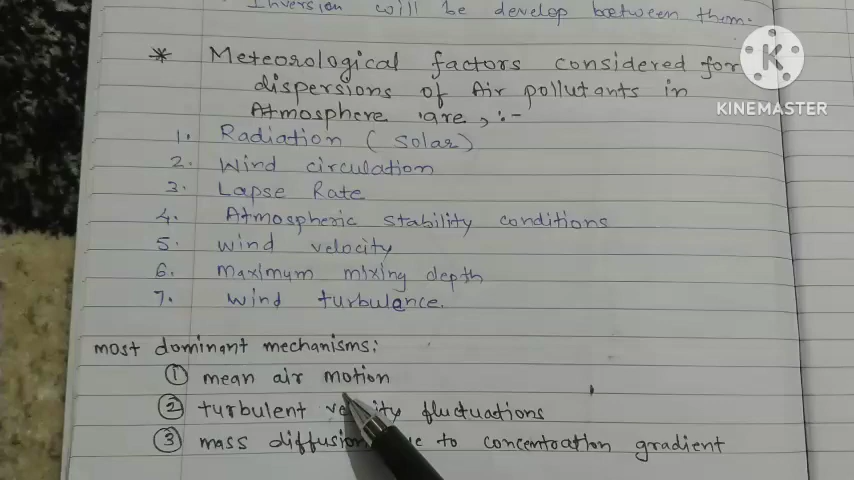 Inversion will be develop between them.
* Meteorological factors considered for
dispersions of Air pollutants in
Atmosphere are, :-
1. Radiation (solar)
2. Wind circulation
3. Lapse Rate
4. Atmospheric stability conditions
5. Wind velocity
6. Maximum mixing depth
7. Wind turbulance.
most dominant mechanisms:
① mean air motion
② turbulent fluctuations
③ mass diffusion to concentration gradient
K
KINEMASTER